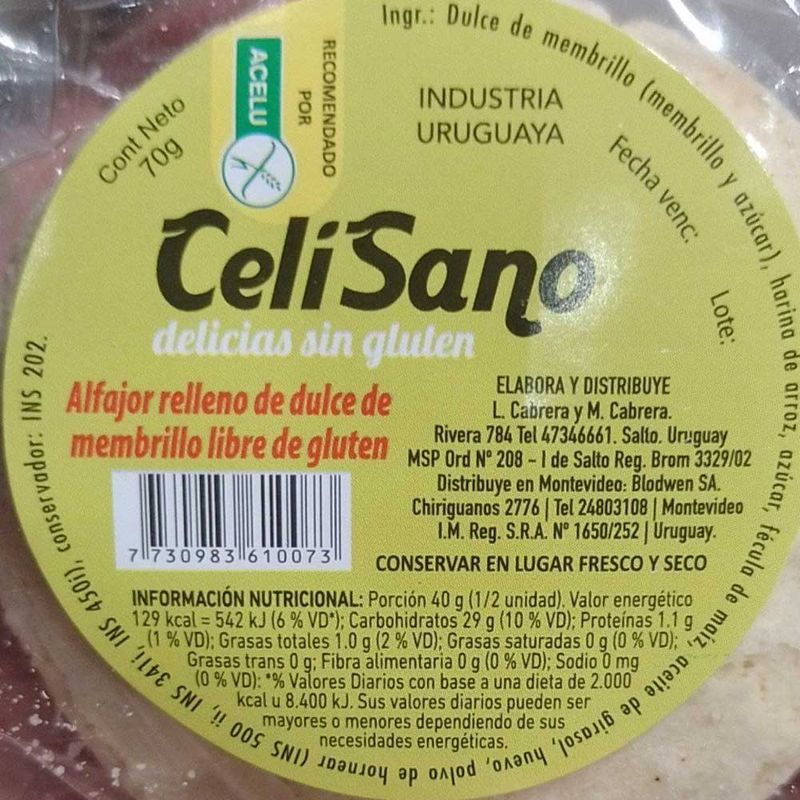 Ingr.: Dulce de membrillo (membrillo y azúcar), harina de arroz, azúcar, fécula de maíz, aceite de girasol, huevo, polvo de hornear (INS 500 ii, INS 341i, INS 450i), conservador: INS 202.
Cont Neto
70g
RECOMENDADO
POR
ACELU
INDUSTRIA
URUGUAYA
Fecha venc:
Lote:
CeliSano
delicias sin gluten
Alfajor relleno de dulce de
membrillo libre de gluten
7 730983 610073
ELABORA Y DISTRIBUYE
L. Cabrera y M. Cabrera.
Rivera 784 Tel 47346661. Salto. Uruguay
MSP Ord Nº 208 – I de Salto Reg. Brom 3329/02
Distribuye en Montevideo: Blodwen SA.
Chiriguanos 2776 | Tel 24803108 | Montevideo
I.M. Reg. S.R.A. Nº 1650/252 | Uruguay.
CONSERVAR EN LUGAR FRESCO Y SECO
INFORMACIÓN NUTRICIONAL: Porción 40 g (1/2 unidad). Valor energético
129 kcal = 542 kJ (6 % VD*); Carbohidratos 29 g (10 % VD); Proteínas 1.1 g
(1 % VD); Grasas totales 1.0 g (2 % VD); Grasas saturadas 0 g (0 % VD);
Grasas trans 0 g; Fibra alimentaria 0 g (0 % VD); Sodio 0 mg
(0 % VD): *% Valores Diarios con base a una dieta de 2.000
kcal u 8.400 kJ. Sus valores diarios pueden ser
mayores o menores dependiendo de sus
necesidades energéticas.